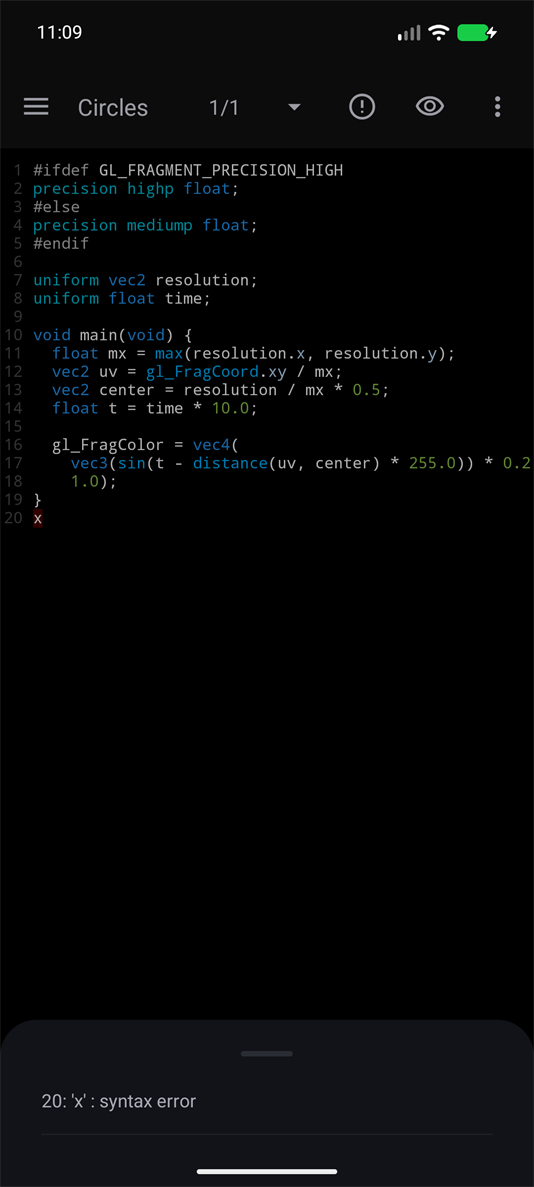 11:09
Circles 1/1
1 #ifdef GL_FRAGMENT_PRECISION_HIGH
2 precision highp float;
3 #else
4 precision mediump float;
5 #endif
6
7 uniform vec2 resolution;
8 uniform float time;
9
10 void main(void) {
11   float mx = max(resolution.x, resolution.y);
12   vec2 uv = gl_FragCoord.xy / mx;
13   vec2 center = resolution / mx * 0.5;
14   float t = time * 10.0;
15
16   gl_FragColor = vec4(
17     vec3(sin(t - distance(uv, center) * 255.0)) * 0.2
18     1.0);
19 }
20 x
20: 'x' : syntax error